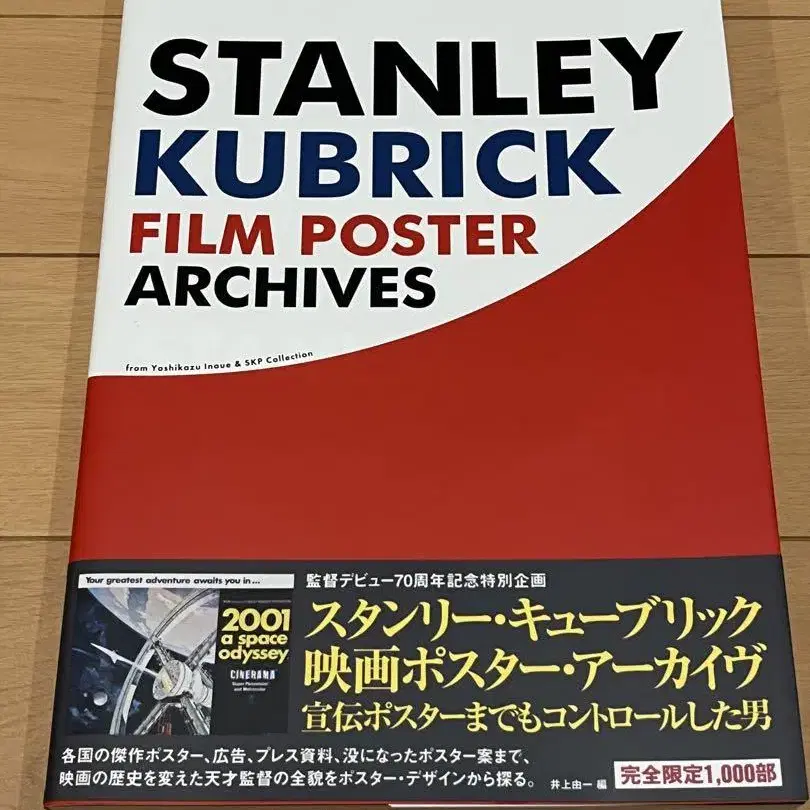 STANLEY
KUBRICK
FILM POSTER
ARCHIVES
from Yoshikazu Inoue & SKP Collection
Your greatest adventure awaits you in...
2001
a space
odyssey
CINERAMA
Super Panavision
and Metrocolor
監督デビュー70周年記念特別企画
スタンリー・キューブリック
映画ポスター・アーカイヴ
宣伝ポスターまでもコントロールした男
各国の傑作ポスター、広告、プレス資料、没になったポスター案まで、
映画の歴史を変えた天才監督の全貌をポスター・デザインから探る。 井上由一 編
完全限定1,000部